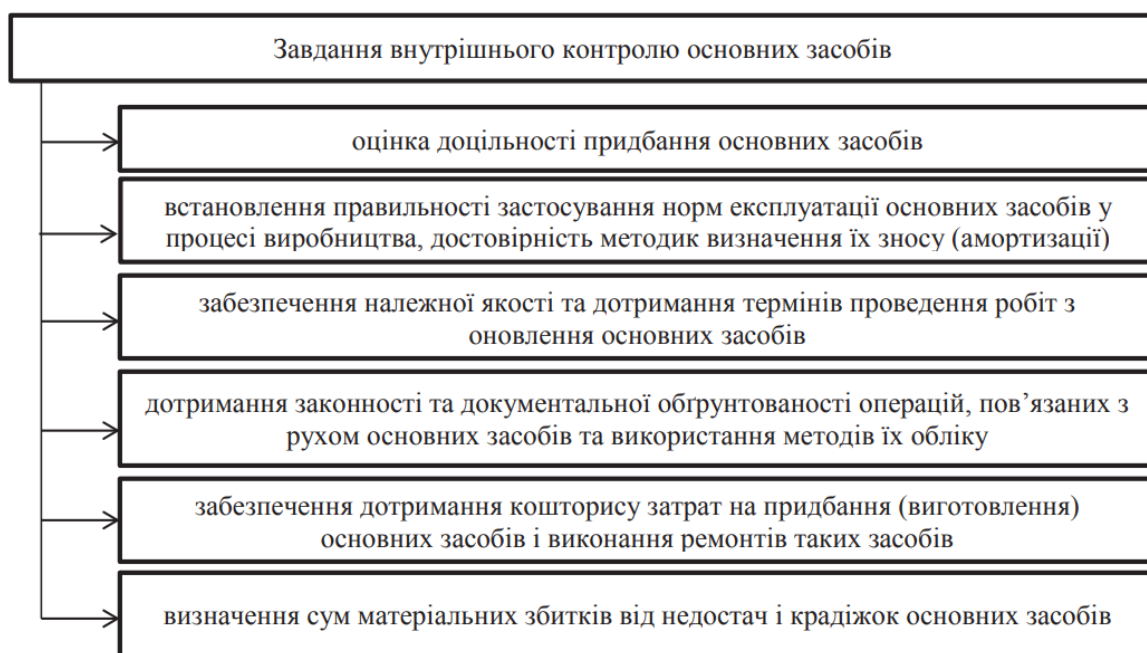 Завдання внутрішнього контролю основних засобів
оцінка доцільності придбання основних засобів
встановлення правильності застосування норм експлуатації основних засобів у
процесі виробництва, достовірність методик визначення їх зносу (амортизації)
забезпечення належної якості та дотримання термінів проведення робіт з
оновлення основних засобів
дотримання законності та документальної обґрунтованості операцій, пов’язаних з
рухом основних засобів та використання методів їх обліку
забезпечення дотримання кошторису затрат на придбання (виготовлення)
основних засобів і виконання ремонтів таких засобів
визначення сум матеріальних збитків від недостач і крадіжок основних засобів